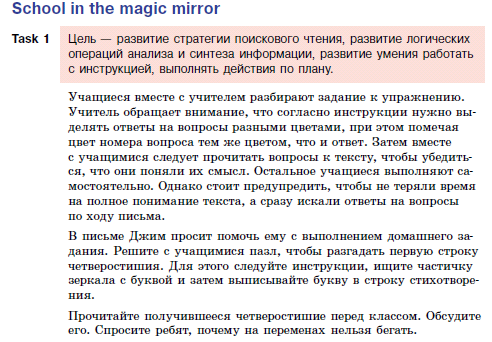 School in the magic mirror
Task 1
Цель — развитие стратегии поискового чтения, развитие логических
операций анализа и синтеза информации, развитие умения работать
с инструкцией, выполнять действия по плану.
Учащиеся вместе с учителем разбирают задание к упражнению.
Учитель обращает внимание, что согласно инструкции нужно вы-
делять ответы на вопросы разными цветами, при этом помечая
цвет номера вопроса тем же цветом, что и ответ. Затем вместе
с учащимися следует прочитать вопросы к тексту, чтобы убедить-
ся, что они поняли их смысл. Остальное учащиеся выполняют са-
мостоятельно. Однако стоит предупредить, чтобы не теряли время
на полное понимание текста, а сразу искали ответы на вопросы
по ходу письма.
В письме Джим просит помочь ему с выполнением домашнего за-
дания. Решите с учащимися пазл, чтобы разгадать первую строку
четверостишия. Для этого следуйте инструкции, ищите частичку
зеркала с буквой и затем выписывайте букву в строку стихотворе-
ния.
Прочитайте получившееся четверостишие перед классом. Обсудите
его. Спросите ребят, почему на переменах нельзя бегать.